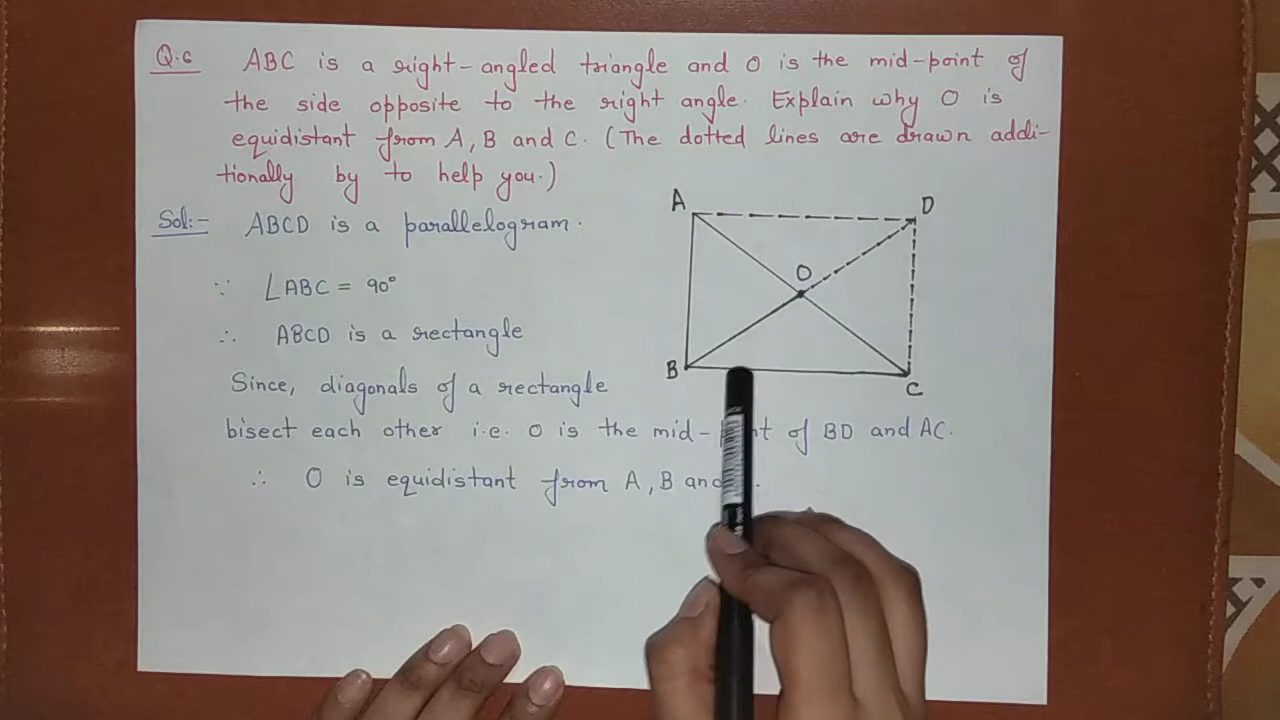 Q.6 ABC is a right-angled triangle and O is the mid-point of
the side opposite to the right angle. Explain why O is
equidistant from A, B and C. (The dotted lines are drawn addi-
tionally by to help you.)
Sol:- ABCD is a parallelogram.
∵ ∠ABC = 90°
∴ ABCD is a rectangle
Since, diagonals of a rectangle
bisect each other i.e. O is the mid- of BD and AC.
∴ O is equidistant from A, B
A
D
O
B
C